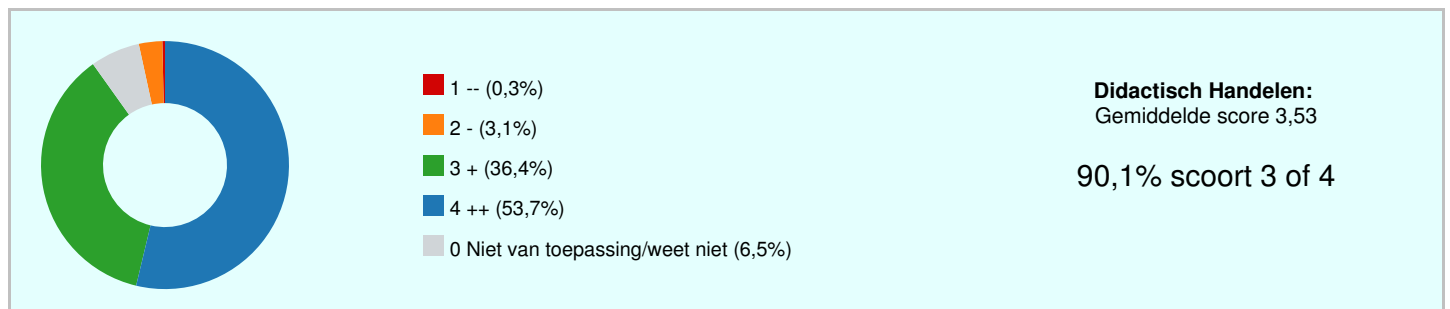 1 -- (0,3%)
2 - (3,1%)
3 + (36,4%)
4 ++ (53,7%)
0 Niet van toepassing/weet niet (6,5%)
Didactisch Handelen:
Gemiddelde score 3,53
90,1% scoort 3 of 4